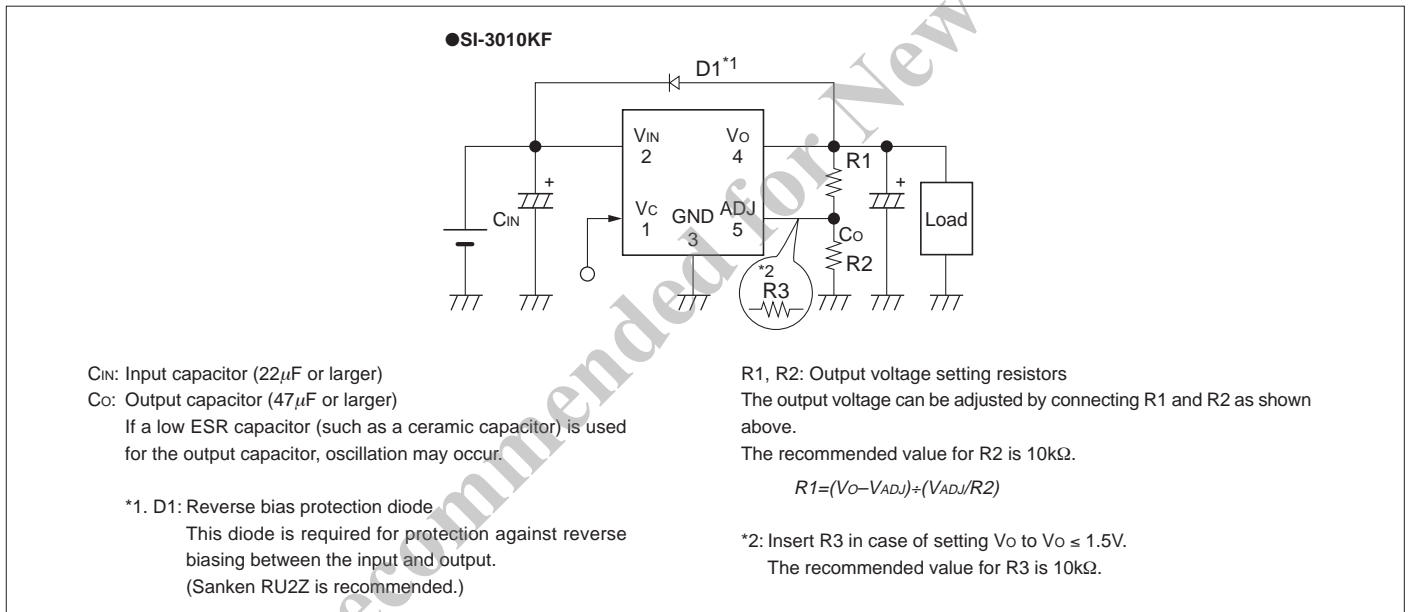 ●SI-3010KF
D1*1
VIN
2
VO
4
R1
+
+
CIN
VC
1
GND
3
ADJ
5
CO
R2
Load
*2
R3
CIN: Input capacitor (22µF or larger)
CO: Output capacitor (47µF or larger)
If a low ESR capacitor (such as a ceramic capacitor) is used
for the output capacitor, oscillation may occur.
*1. D1: Reverse bias protection diode
This diode is required for protection against reverse
biasing between the input and output.
(Sanken RU2Z is recommended.)
R1, R2: Output voltage setting resistors
The output voltage can be adjusted by connecting R1 and R2 as shown
above.
The recommended value for R2 is 10kΩ.
R1=(VO–VADJ)÷(VADJ/R2)
*2: Insert R3 in case of setting VO to VO ≤ 1.5V.
The recommended value for R3 is 10kΩ.
ecommended for New